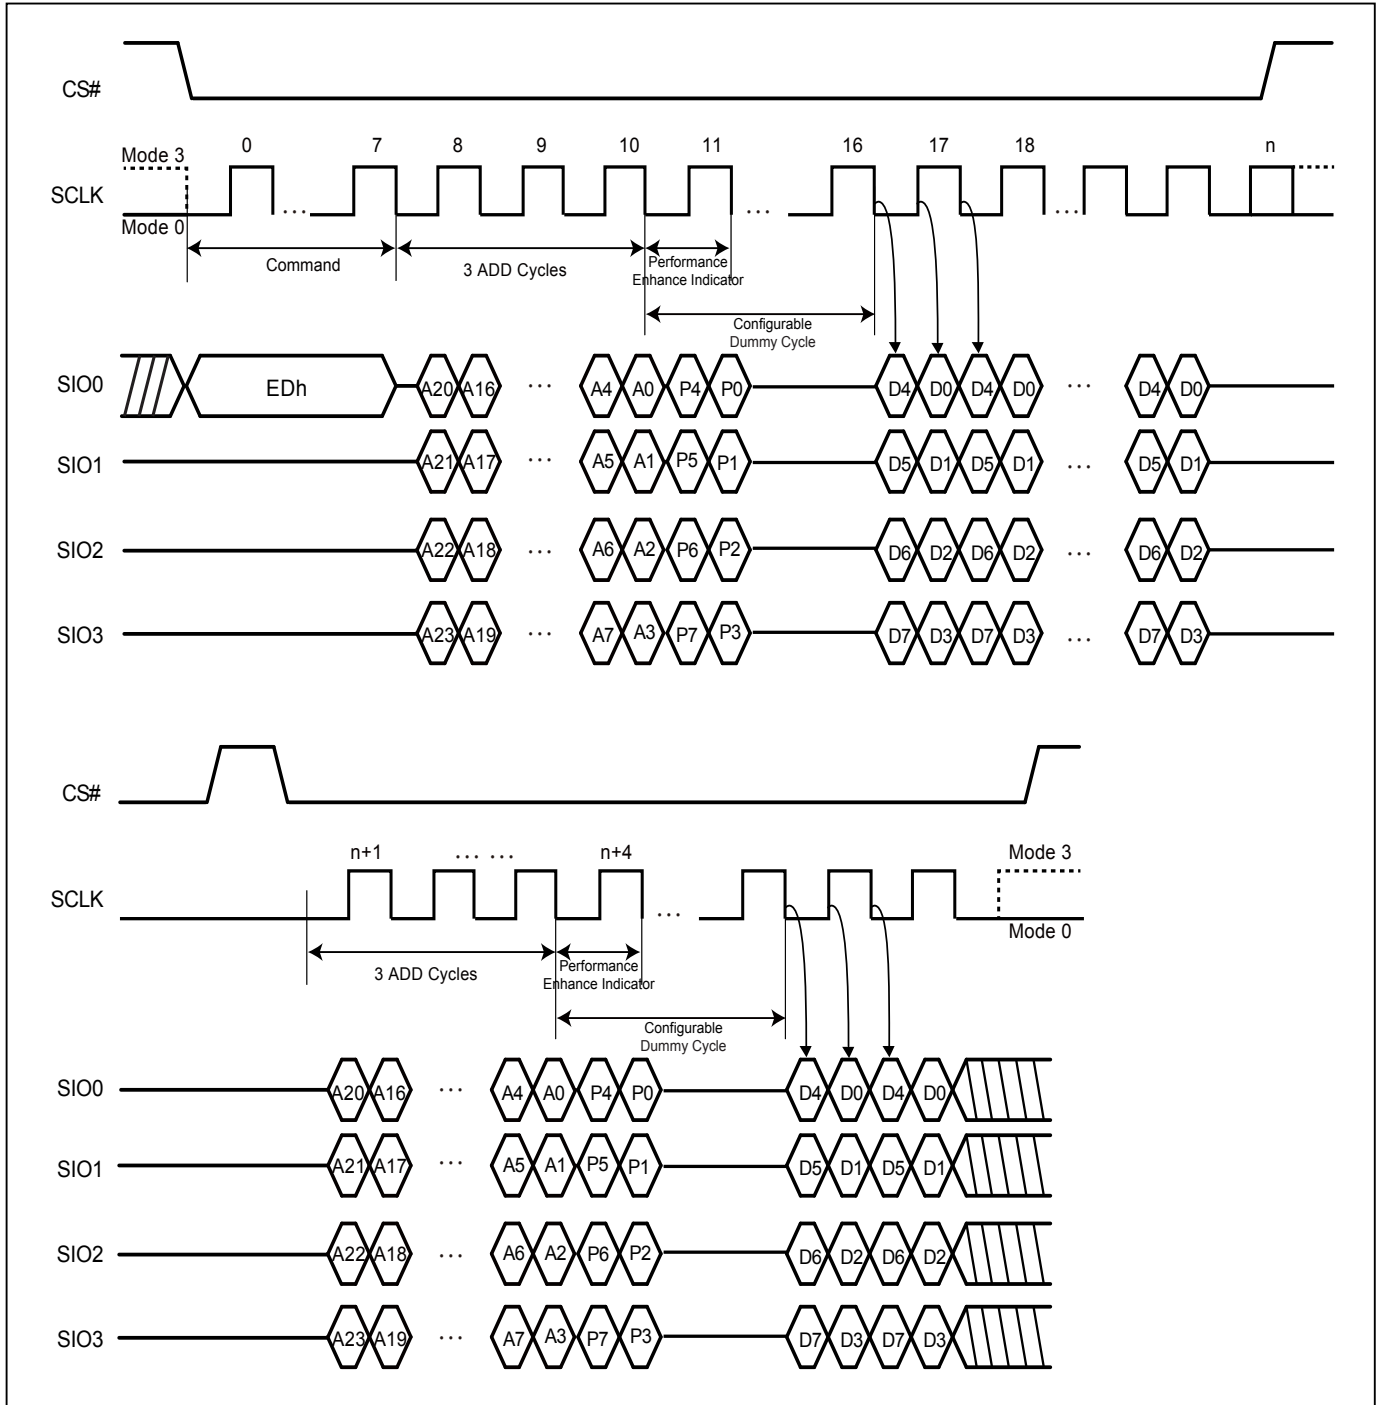 CS#
0 7 8 9 10 11 16 17 18 n
Mode 3
SCLK
... ... ...
Mode 0
Command
3 ADD Cycles
Performance
Enhance Indicator
Configurable
Dummy Cycle
SIO0 EDh A20 A16 ... A4 A0 P4 P0 D4 D0 D4 D0 ... D4 D0
SIO1 A21 A17 ... A5 A1 P5 P1 D5 D1 D5 D1 ... D5 D1
SIO2 A22 A18 ... A6 A2 P6 P2 D6 D2 D6 D2 ... D6 D2
SIO3 A23 A19 ... A7 A3 P7 P3 D7 D3 D7 D3 ... D7 D3
CS#
n+1 ... ... n+4 Mode 3
SCLK ...
Mode 0
3 ADD Cycles
Performance
Enhance Indicator
Configurable
Dummy Cycle
SIO0 A20 A16 ... A4 A0 P4 P0 D4 D0 D4 D0
SIO1 A21 A17 ... A5 A1 P5 P1 D5 D1 D5 D1
SIO2 A22 A18 ... A6 A2 P6 P2 D6 D2 D6 D2
SIO3 A23 A19 ... A7 A3 P7 P3 D7 D3 D7 D3